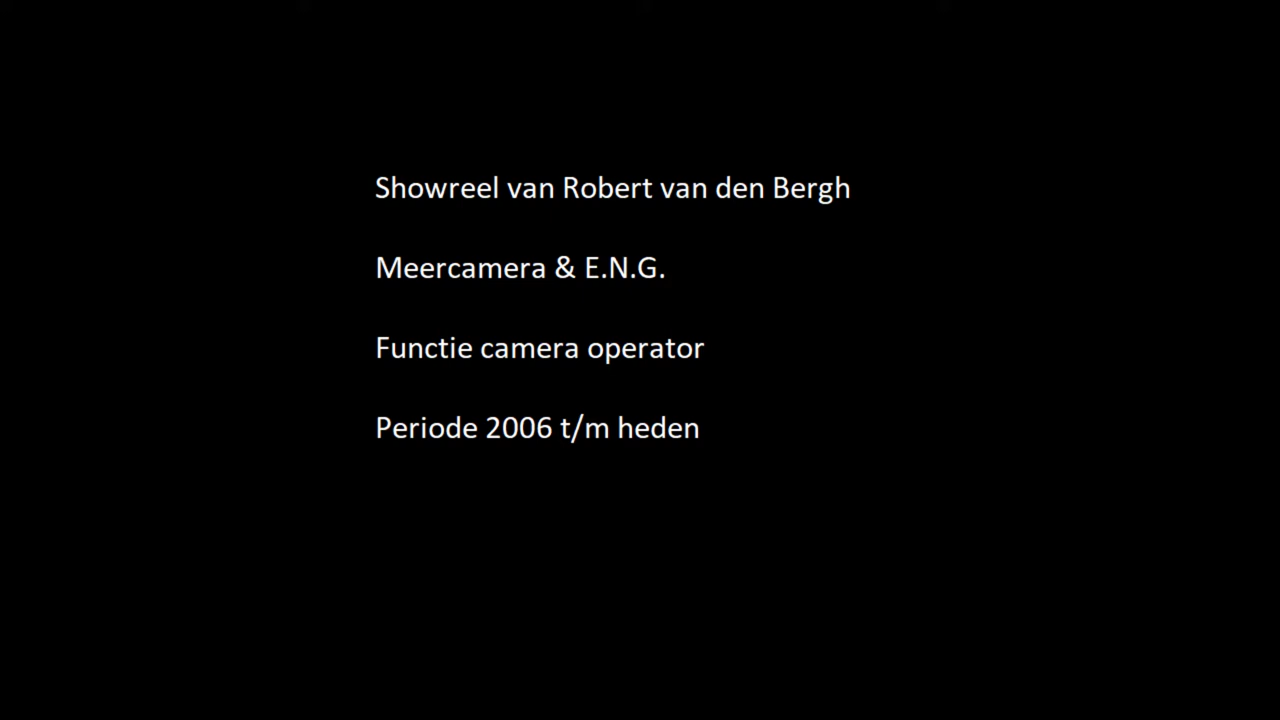 Showreel van Robert van den Bergh
Meercamera & E.N.G.
Functie camera operator
Periode 2006 t/m heden